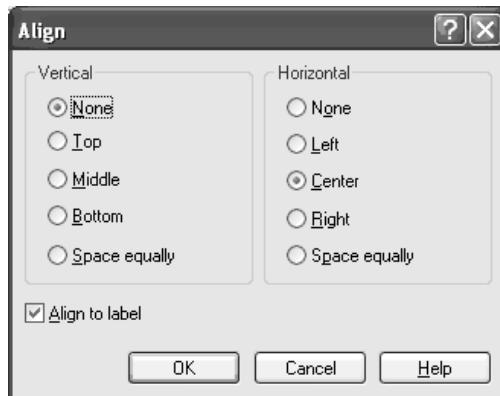 Align
Vertical
None
Top
Middle
Bottom
Space equally
Horizontal
None
Left
Center
Right
Space equally
Align to label
OK
Cancel
Help